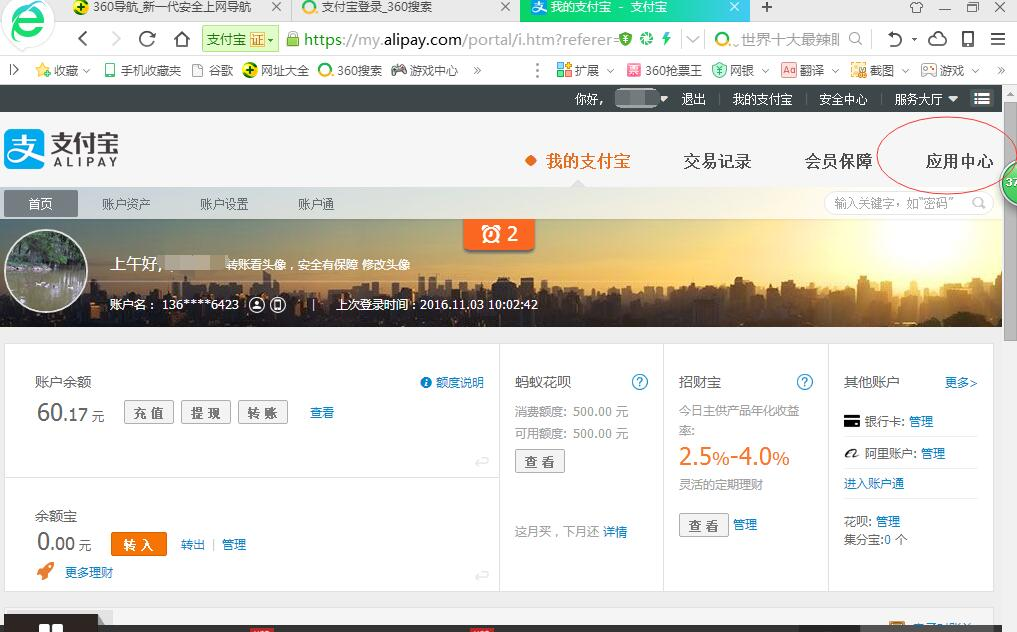 360导航_新一代安全上网导航
支付宝登录_360搜索
我的支付宝 - 支付宝
支付宝 证
https://my.alipay.com/portal/i.htm?referer=
世界十大最辣
收藏
手机收藏夹
谷歌
网址大全
360搜索
游戏中心
»
扩展
360抢票王
网银
翻译
截图
游戏
»
你好,
退出
我的支付宝
安全中心
服务大厅
支 支付宝
ALIPAY
我的支付宝
交易记录
会员保障
应用中心
37
首页
账户资产
账户设置
账户通
输入关键字，如“密码”
2
上午好,
转账看头像，安全有保障 修改头像
账户名： 136****6423
上次登录时间：2016.11.03 10:02:42
账户余额
额度说明
60.17 元
充 值
提 现
转 账
查看
余额宝
0.00 元
转 入
转出
管理
更多理财
蚂蚁花呗
?
消费额度: 500.00 元
可用额度: 500.00 元
查 看
这月买，下月还 详情
招财宝
?
今日主供产品年化收益
率:
2.5%-4.0%
灵活的定期理财
查 看
管理
其他账户
更多>
银行卡: 管理
阿里账户: 管理
进入账户通
花呗: 管理
集分宝:0 个